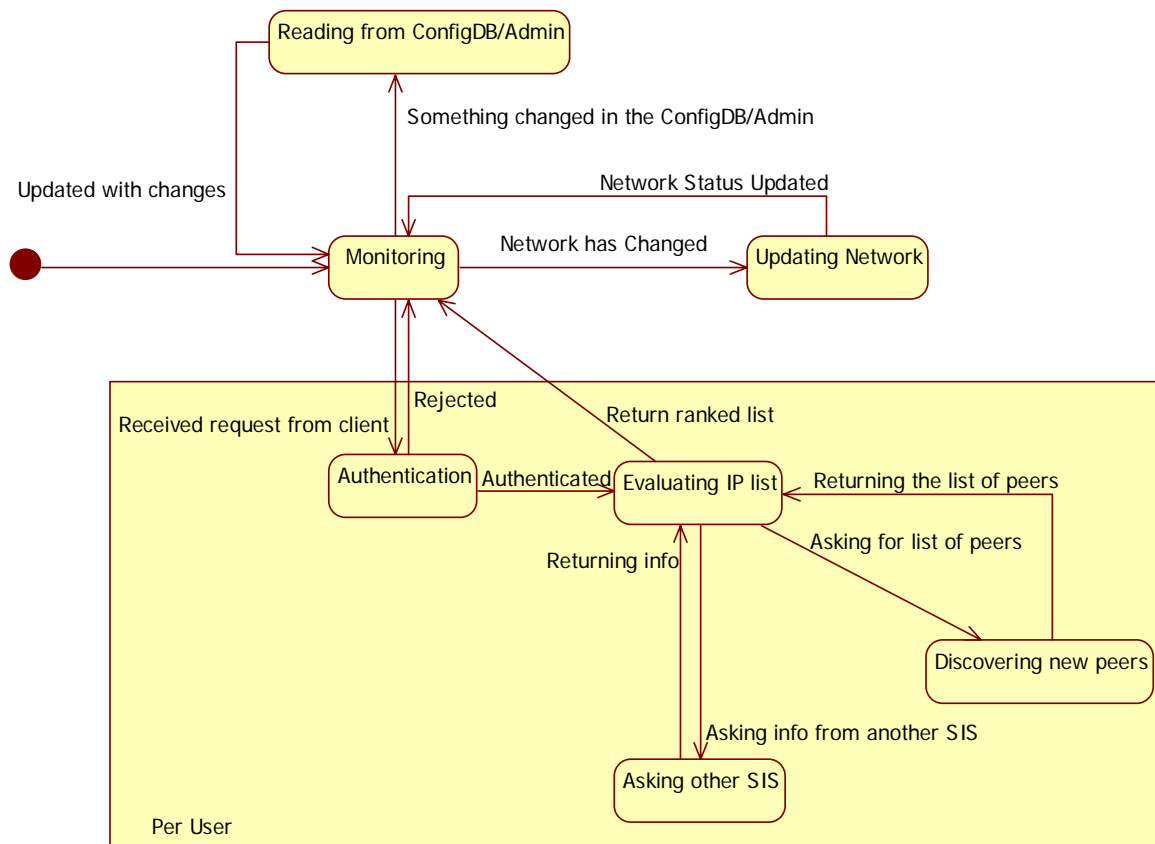 Reading from ConfigDB/Admin
Something changed in the ConfigDB/Admin
Updated with changes
Network Status Updated
Monitoring
Network has Changed
Updating Network
Rejected
Received request from client
Return ranked list
Authentication
Authenticated
Evaluating IP list
Returning the list of peers
Returning info
Asking for list of peers
Discovering new peers
Asking info from another SIS
Asking other SIS
Per User